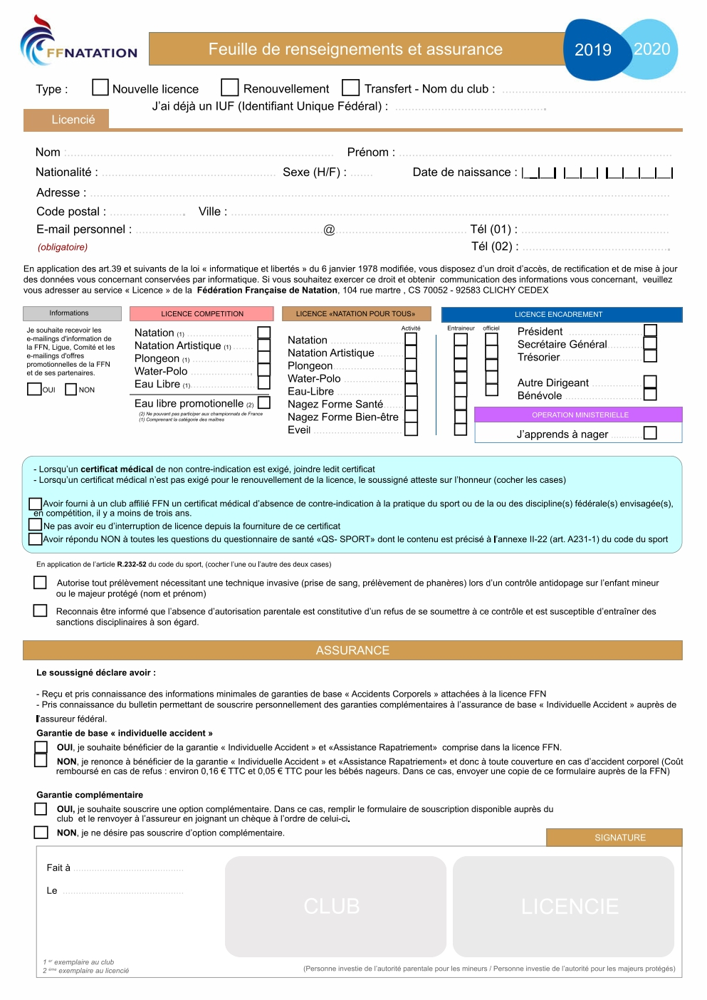 FFNATATION
Feuille de renseignements et assurance
2019
2020
Type :
Nouvelle licence
Renouvellement
Transfert - Nom du club :
J'ai déjà un IUF (Identifiant Unique Fédéral) :
Licencié
Nom :
Prénom :
Nationalité :
Sexe (H/F) :
Date de naissance :
Adresse :
Code postal :
Ville :
E-mail personnel :
@
Tél (01) :
(obligatoire)
Tél (02) :
En application des art.39 et suivants de la loi « informatique et libertés » du 6 janvier 1978 modifiée, vous disposez d'un droit d'accès, de rectification et de mise à jour
des données vous concernant conservées par informatique. Si vous souhaitez exercer ce droit et obtenir communication des informations vous concernant, veuillez
vous adresser au service « Licence » de la Fédération Française de Natation, 104 rue martre , CS 70052 - 92583 CLICHY CEDEX
Informations
Je souhaite recevoir les
e-mailings d'information de
la FFN, Ligue, Comité et les
e-mailings d'offres
promotionnelles de la FFN
et de ses partenaires.
OUI
NON
LICENCE COMPETITION
Natation (1)
Natation Artistique (1)
Plongeon (1)
Water-Polo
Eau Libre (1)
Eau libre promotionelle (2)
(2) Ne pouvant pas participer aux championnats de France
(1) Comprenant la catégorie des maîtres
LICENCE «NATATION POUR TOUS»
Activité
Natation
Natation Artistique
Plongeon
Water-Polo
Eau-Libre
Nagez Forme Santé
Nagez Forme Bien-être
Eveil
LICENCE ENCADREMENT
Entraineur
officiel
Président
Secrétaire Général
Trésorier
Autre Dirigeant
Bénévole
OPERATION MINISTERIELLE
J'apprends à nager
- Lorsqu'un certificat médical de non contre-indication est exigé, joindre ledit certificat
- Lorsqu'un certificat médical n'est pas exigé pour le renouvellement de la licence, le soussigné atteste sur l'honneur (cocher les cases)
Avoir fourni à un club affilié FFN un certificat médical d'absence de contre-indication à la pratique du sport ou de la ou des discipline(s) fédérale(s) envisagée(s),
en compétition, il y a moins de trois ans.
Ne pas avoir eu d'interruption de licence depuis la fourniture de ce certificat
Avoir répondu NON à toutes les questions du questionnaire de santé «QS- SPORT» dont le contenu est précisé à l'annexe II-22 (art. A231-1) du code du sport
En application de l'article R.232-52 du code du sport, (cocher l'une ou l'autre des deux cases)
Autorise tout prélèvement nécessitant une technique invasive (prise de sang, prélèvement de phanères) lors d'un contrôle antidopage sur l'enfant mineur
ou le majeur protégé (nom et prénom)
Reconnais être informé que l'absence d'autorisation parentale est constitutive d'un refus de se soumettre à ce contrôle et est susceptible d'entraîner des
sanctions disciplinaires à son égard.
ASSURANCE
Le soussigné déclare avoir :
- Reçu et pris connaissance des informations minimales de garanties de base « Accidents Corporels » attachées à la licence FFN
- Pris connaissance du bulletin permettant de souscrire personnellement des garanties complémentaires à l'assurance de base « Individuelle Accident » auprès de
l'assureur fédéral.
Garantie de base « individuelle accident »
OUI, je souhaite bénéficier de la garantie « Individuelle Accident » et «Assistance Rapatriement» comprise dans la licence FFN.
NON, je renonce à bénéficier de la garantie « Individuelle Accident » et «Assistance Rapatriement» et donc à toute couverture en cas d'accident corporel (Coût
remboursé en cas de refus : environ 0,16 € TTC et 0,05 € TTC pour les bébés nageurs. Dans ce cas, envoyer une copie de ce formulaire auprès de la FFN)
Garantie complémentaire
OUI, je souhaite souscrire une option complémentaire. Dans ce cas, remplir le formulaire de souscription disponible auprès du
club et le renvoyer à l'assureur en joignant un chèque à l'ordre de celui-ci.
NON, je ne désire pas souscrire d'option complémentaire.
SIGNATURE
Fait à
Le
CLUB
LICENCIE
1 er exemplaire au club
2 ème exemplaire au licencié
(Personne investie de l'autorité parentale pour les mineurs / Personne investie de l'autorité pour les majeurs protégés)